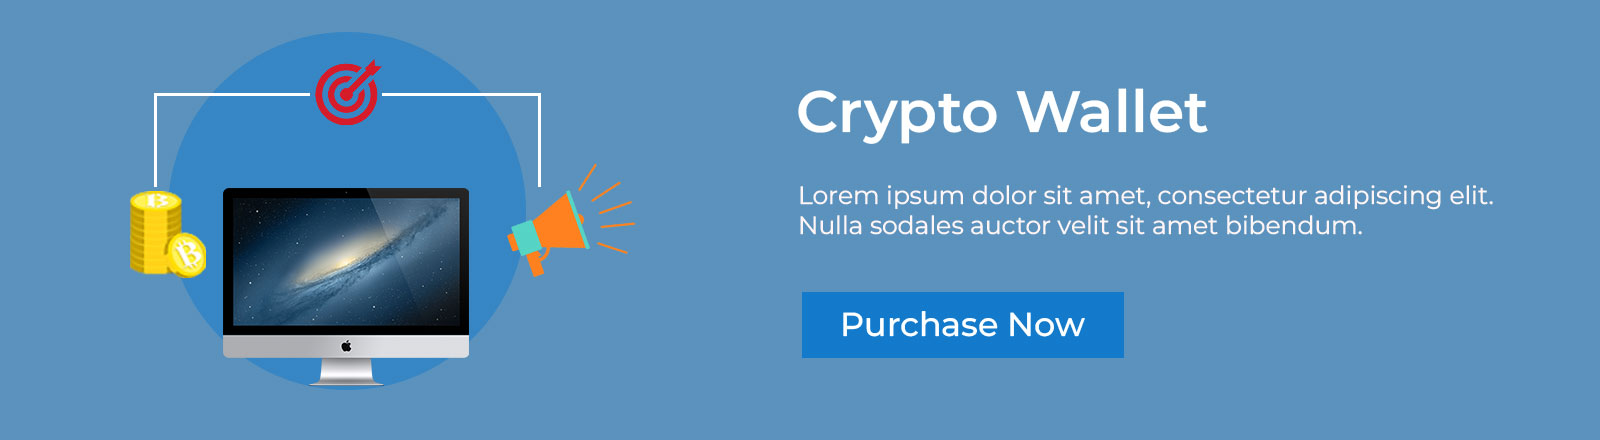 Crypto Wallet
Lorem ipsum dolor sit amet, consectetur adipiscing elit.
Nulla sodales auctor velit sit amet bibendum.
Purchase Now